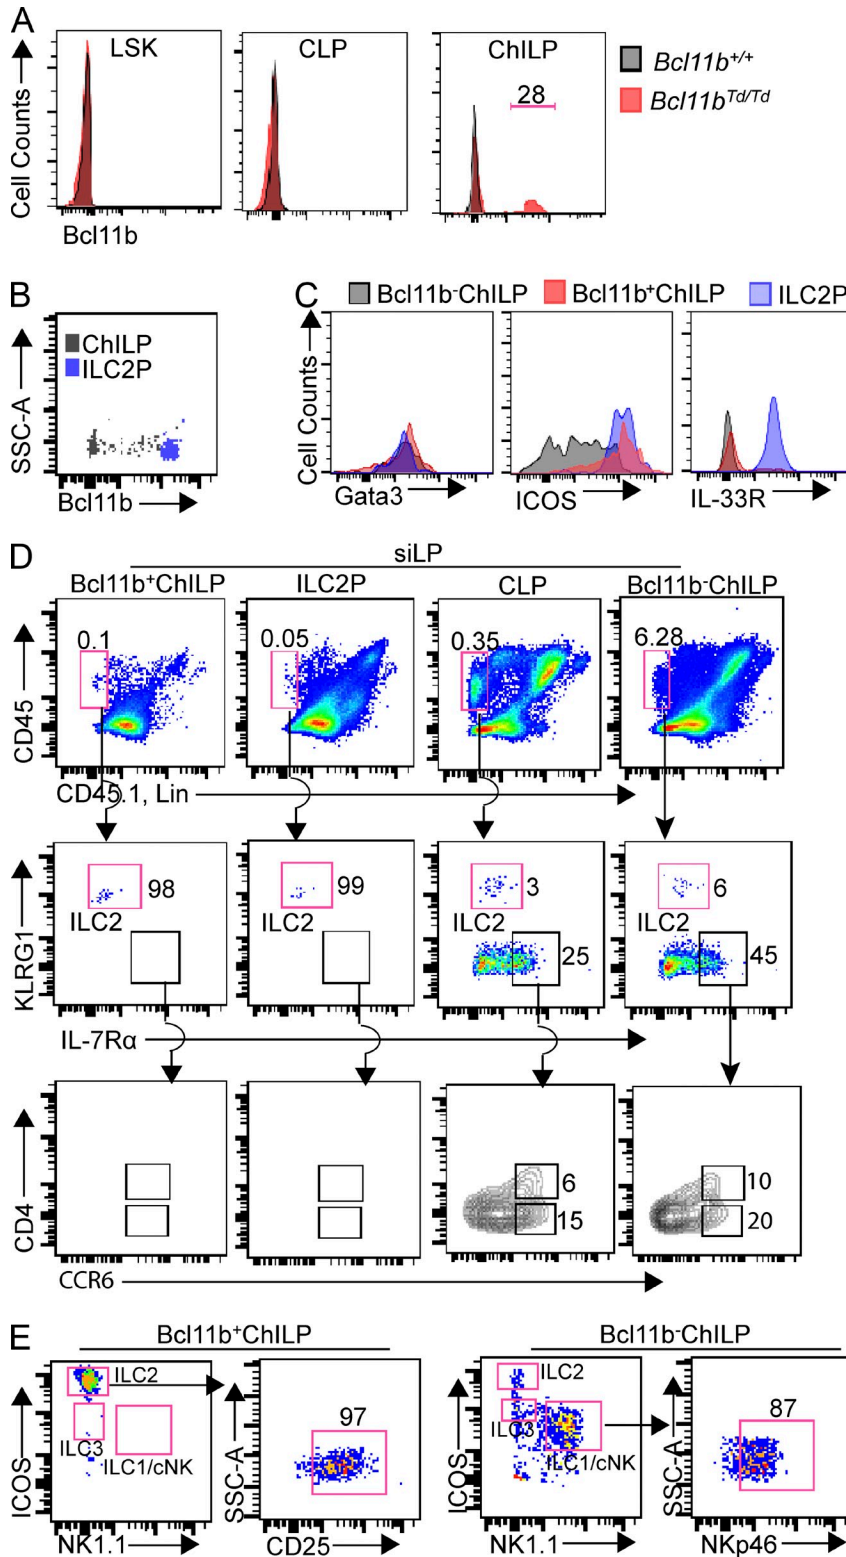 A
LSK
CLP
ChILP
28
Bcl11b+/+
Bcl11bTd/Td
Cell Counts
Bcl11b
B
ChILP
ILC2P
SSC-A
Bcl11b
C
Bcl11b-ChILP
Bcl11b+ChILP
ILC2P
Cell Counts
Gata3
ICOS
IL-33R
D
siLP
Bcl11b+ChILP
ILC2P
CLP
Bcl11b-ChILP
0.1
0.05
0.35
6.28
CD45
CD45.1, Lin
98
99
3
6
ILC2
ILC2
ILC2
ILC2
25
45
KLRG1
IL-7Rα
6
10
15
20
CD4
CCR6
E
Bcl11b+ChILP
Bcl11b-ChILP
ILC2
ILC3
ILC1/cNK
97
ILC2
ILC3
ILC1/cNK
87
ICOS
SSC-A
ICOS
SSC-A
NK1.1
CD25
NK1.1
NKp46